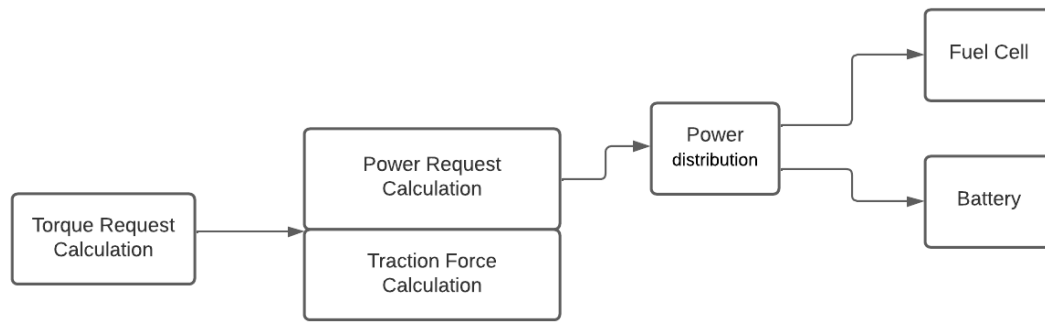 Torque Request
Calculation
Power Request
Calculation
Traction Force
Calculation
Power
distribution
Fuel Cell
Battery